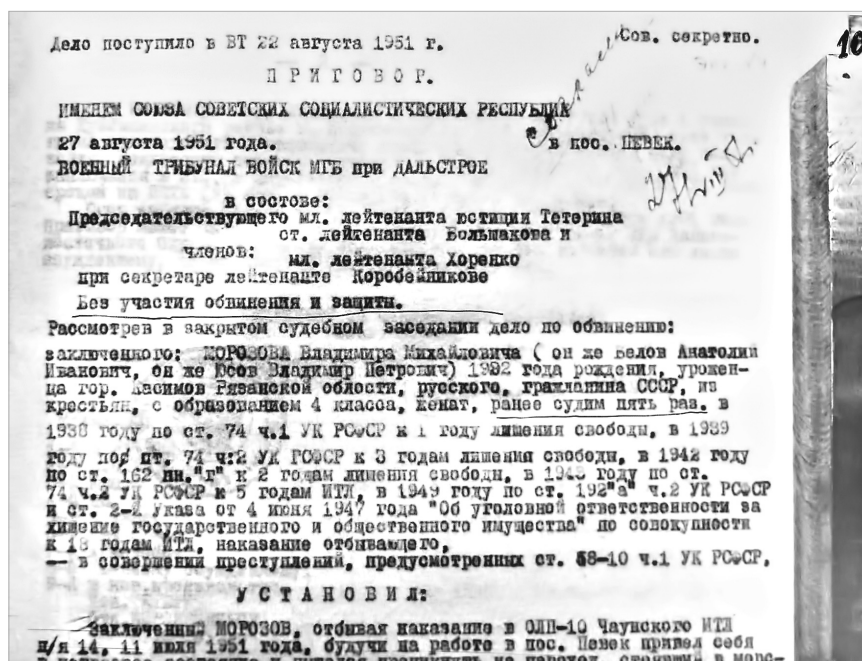 Дело поступило в ВТ 22 августа 1951 г.
Сов. секретно.
16
ПРИГОВОР.
ИМЕНЕМ СОЮЗА СОВЕТСКИХ СОЦИАЛИСТИЧЕСКИХ РЕСПУБЛИК
27 августа 1951 года.
в пос. ПЕВЕК.
ВОЕННЫЙ ТРИБУНАЛ ВОЙСК МГБ при ДАЛЬСТРОЕ
в состове:
Председательствующего мл. лейтенанта юстиции Тетерина
ст. лейтенанта Большакова и
членов:
мл. лейтенанта Хоренко
при секретаре лейтенанте Коробейникове
Без участия обвинения и защиты.
Рассмотрев в закрытом судебном заседании дело по обвинению:
заключенного: МОРОЗОВА Владимира Михайловича ( он же Белов Анатолий
Иванович, он же Юсов Владимир Петрович) 1922 года рождения, урожен-
ца гор. Касимов Рязанской облости, русского, гражданина СССР, из
крестьян, с образованием 4 класса, женат, ранее судим пять раз. в
1938 году по ст. 74 ч.1 УК РСФСР к 1 году лишения свободы, в 1939
году по ст. 74 ч:2 УК РСФСР к 3 годам лишения свободы, в 1942 году
по ст. 162 пн."г" к 2 годам лишения свободы, в году по ст.
74 ч.2 УК РСФСР к 5 годам ИТЛ, в 1949 году по ст. 192"а" ч.2 УК РСФСР
и ст. 2-2 Указа от 4 июня 1947 года "Об уголовной ответственности за
хищение государственного и общественного имущества" по совокупности
к 18 годам ИТЛ, наказание отбывающего,
— в совершении преступлений, предусмотренных ст. 58-10 ч.1 УК РСФСР,
УСТАНОВИЛ:
Заключенный МОРОЗОВ, отбывая наказание в ОЛП-10 Чаунского ИТЛ
п/я 14, 11 июля 1951 года, будучи на работе в пос. Певек привел себя